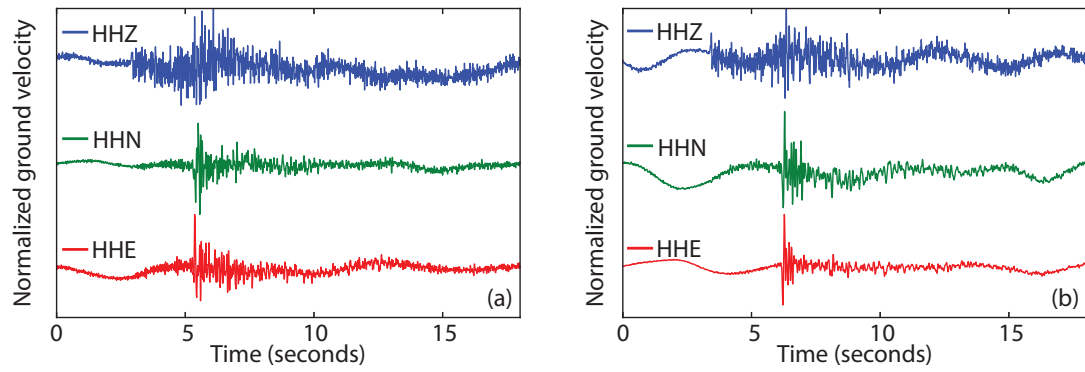 Normalized ground velocity
HHZ
HHN
HHE
(a)
0 5 10 15
Time (seconds)
Normalized ground velocity
HHZ
HHN
HHE
(b)
0 5 10 15
Time (seconds)